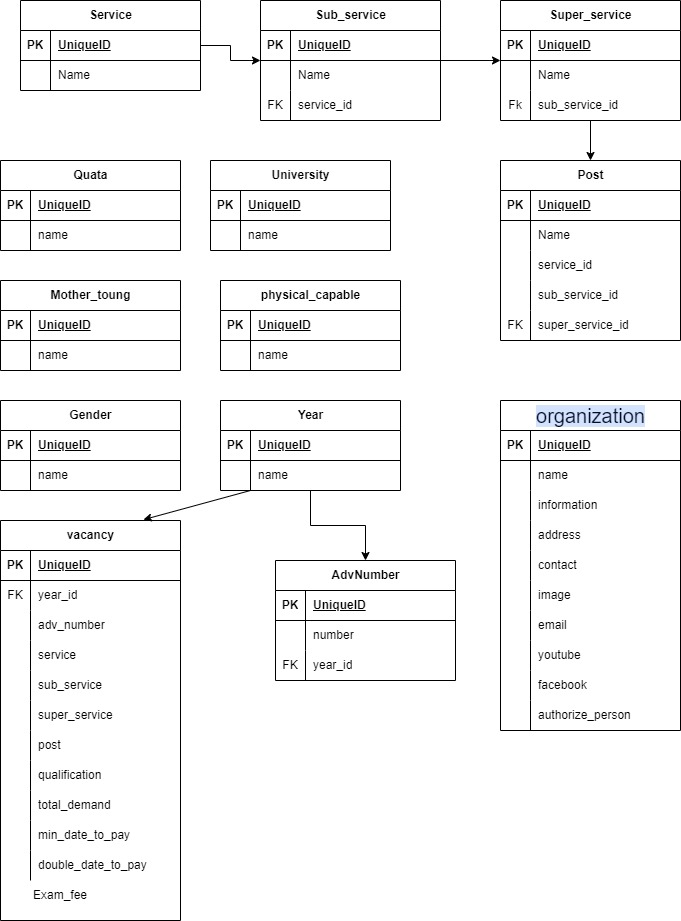 Service
PK UniqueID
Name
Sub_service
PK UniqueID
Name
FK service_id
Super_service
PK UniqueID
Name
Fk sub_service_id
Quata
PK UniqueID
name
University
PK UniqueID
name
Post
PK UniqueID
Name
service_id
sub_service_id
FK super_service_id
Mother_toung
PK UniqueID
name
physical_capable
PK UniqueID
name
Gender
PK UniqueID
name
Year
PK UniqueID
name
organization
PK UniqueID
name
information
address
contact
image
email
youtube
facebook
authorize_person
vacancy
PK UniqueID
FK year_id
adv_number
service
sub_service
super_service
post
qualification
total_demand
min_date_to_pay
double_date_to_pay
Exam_fee
AdvNumber
PK UniqueID
number
FK year_id